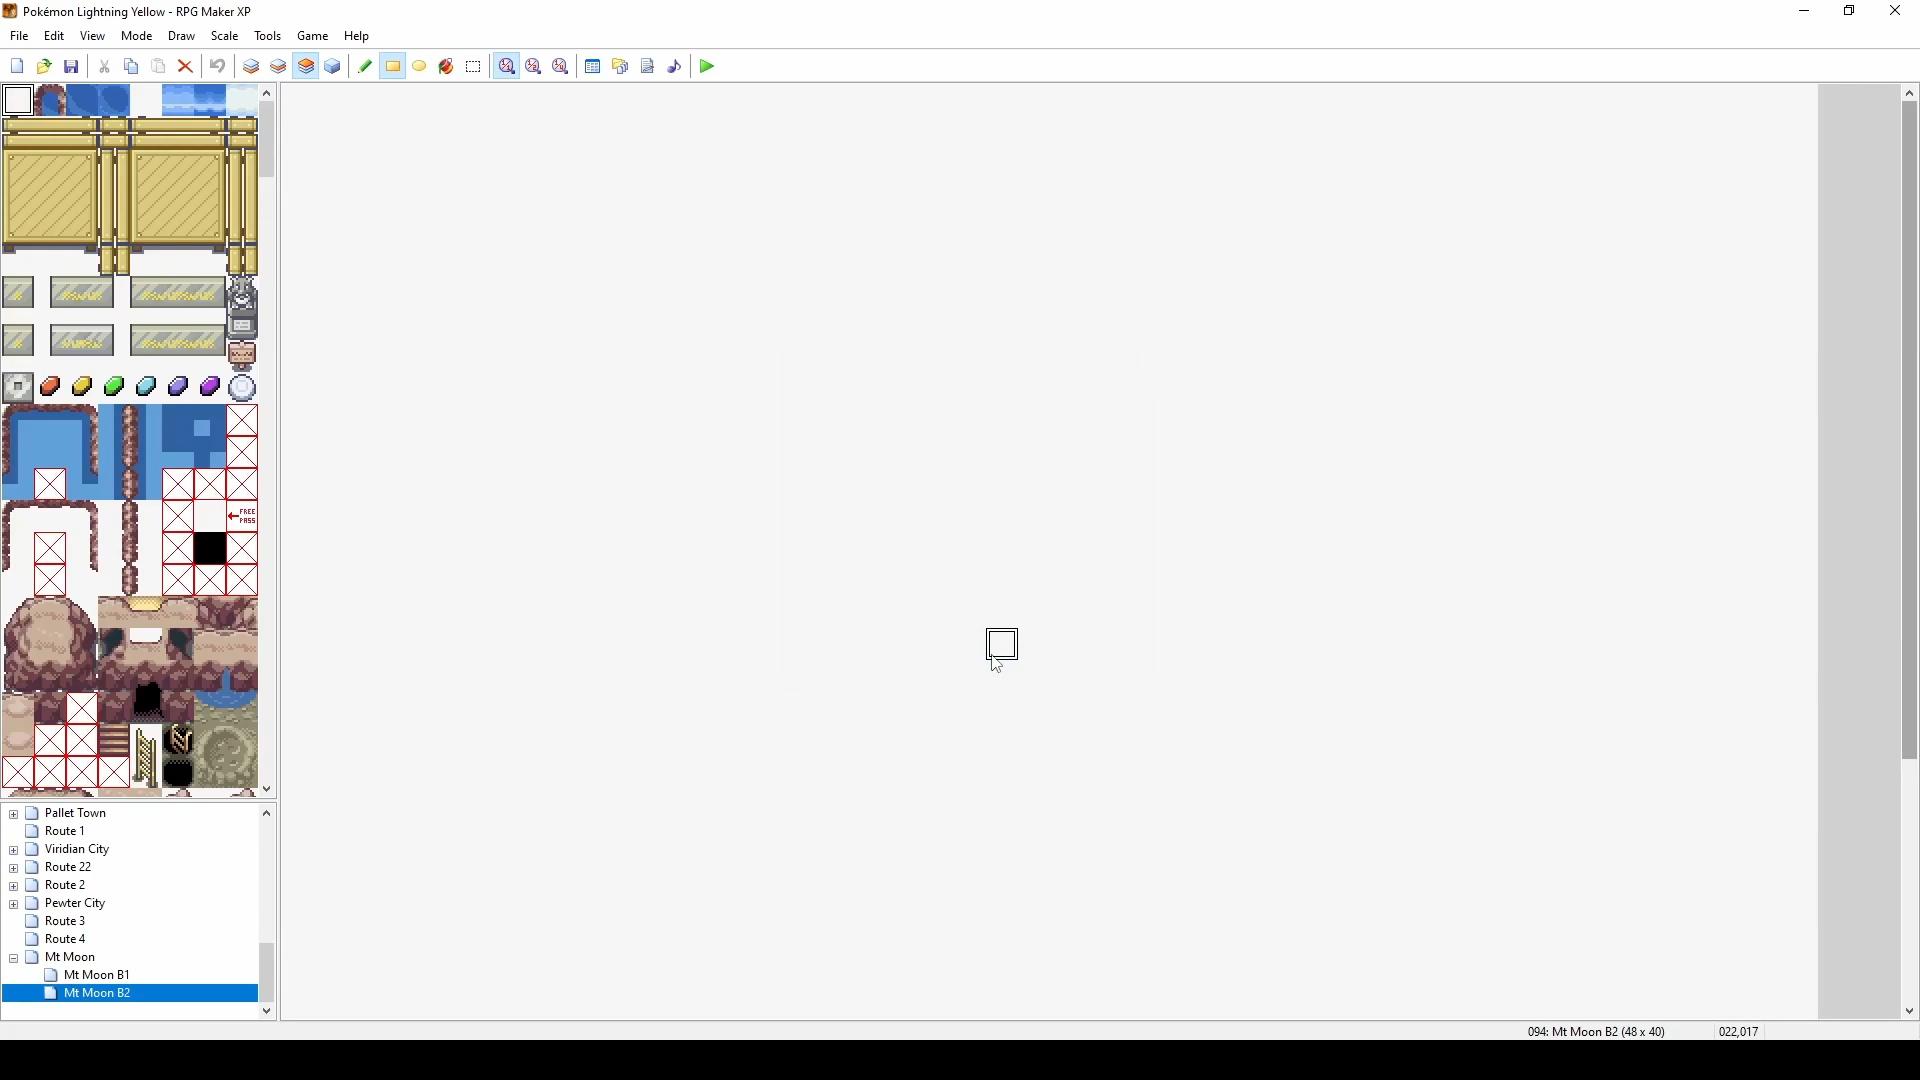 Pokémon Lightning Yellow - RPG Maker XP
File Edit View Mode Draw Scale Tools Game Help
FREE
PASS
Pallet Town
Route 1
Viridian City
Route 22
Route 2
Pewter City
Route 3
Route 4
Mt Moon
Mt Moon B1
Mt Moon B2
094: Mt Moon B2 (48 x 40) 022,017